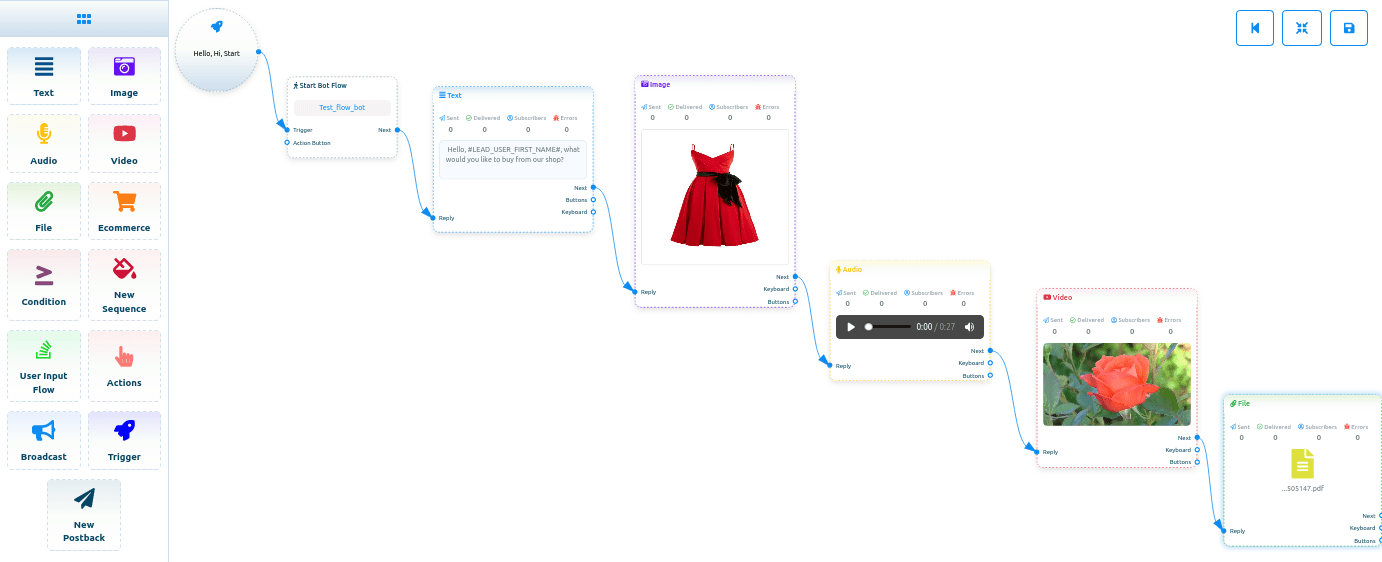 Text
Image
Audio
Video
File
Ecommerce
Condition
New
Sequence
User Input
Flow
Actions
Broadcast
Trigger
New
Postback
Hello, Hi, Start
Start Bot Flow
Test_flow_bot
Trigger
Next
Action Button
Text
Sent Delivered Subscribers Errors
0 0 0 0
Hello, #LEAD_USER_FIRST_NAME#, what
would you like to buy from our shop?
Next
Buttons
Keyboard
Reply
Image
Sent Delivered Subscribers Errors
0 0 0 0
Next
Keyboard
Reply
Buttons
Audio
Sent Delivered Subscribers Errors
0 0 0 0
0:00 / 0:27
Next
Keyboard
Reply
Buttons
Video
Sent Delivered Subscribers Errors
0 0 0 0
Next
Keyboard
Reply
Buttons
File
Sent Delivered Subscribers Errors
0 0 0 0
...505147.pdf
Next
Keyboard
Reply
Buttons